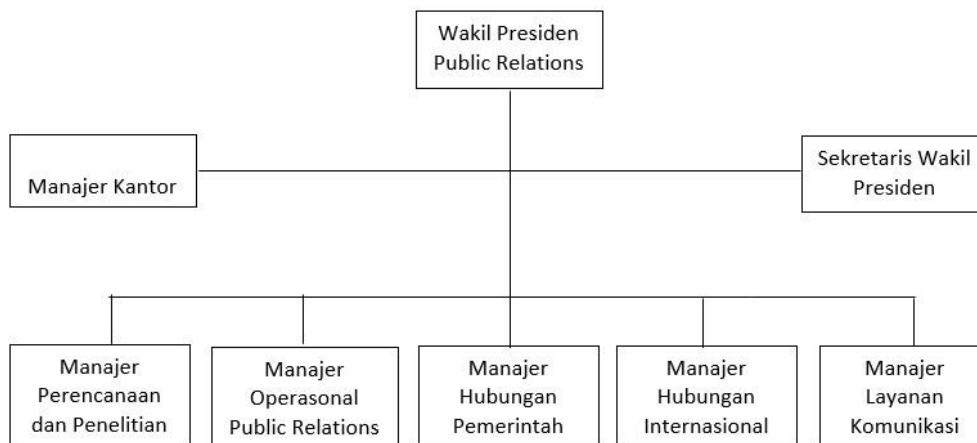 Wakil Presiden
Public Relations
Manajer Kantor
Sekretaris Wakil
Presiden
Manajer
Perencanaan
dan Penelitian
Manajer
Operasonal
Public Relations
Manajer
Hubungan
Pemerintah
Manajer
Hubungan
Internasional
Manajer
Layanan
Komunikasi